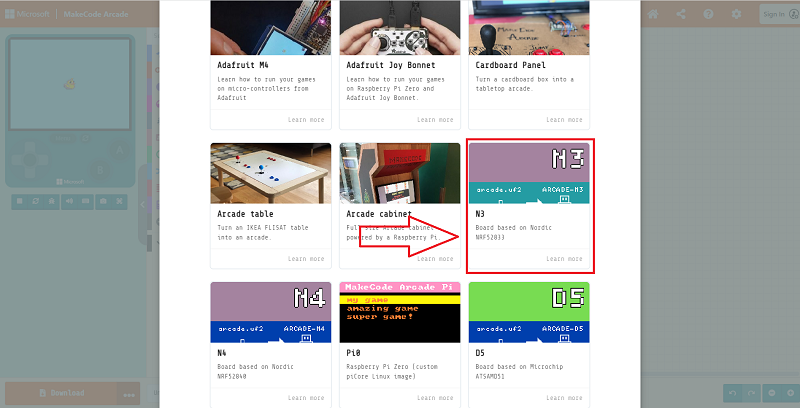 Microsoft
MakeCode Arcade
Sign In
Adafruit M4
Learn how to run your games
on micro-controllers from
Adafruit
Learn more
Adafruit Joy Bonnet
Learn how to run your games
on Raspberry Pi Zero and
Adafruit Joy Bonnet.
Learn more
Cardboard Panel
Turn a cardboard box into a
tabletop arcade.
Learn more
Arcade table
Turn an IKEA FLISAT table
into an arcade.
Learn more
Arcade cabinet
Full size Arcade cabinet
powered by a Raspberry Pi.
Learn more
N3
arcade.uf2 ARCADE-N3
N3
Board based on Nordic
NRF52833
Learn more
N4
arcade.uf2 ARCADE-N4
N4
Board based on Nordic
NRF52840
Learn more
MakeCode Arcade Pi
my game
amazing game
super game!
Pi0
Raspberry Pi Zero (custom
piCore Linux image)
Learn more
D5
arcade.uf2 ARCADE-D5
D5
Board based on Microchip
ATSAMD51
Learn more
Microsoft
Download